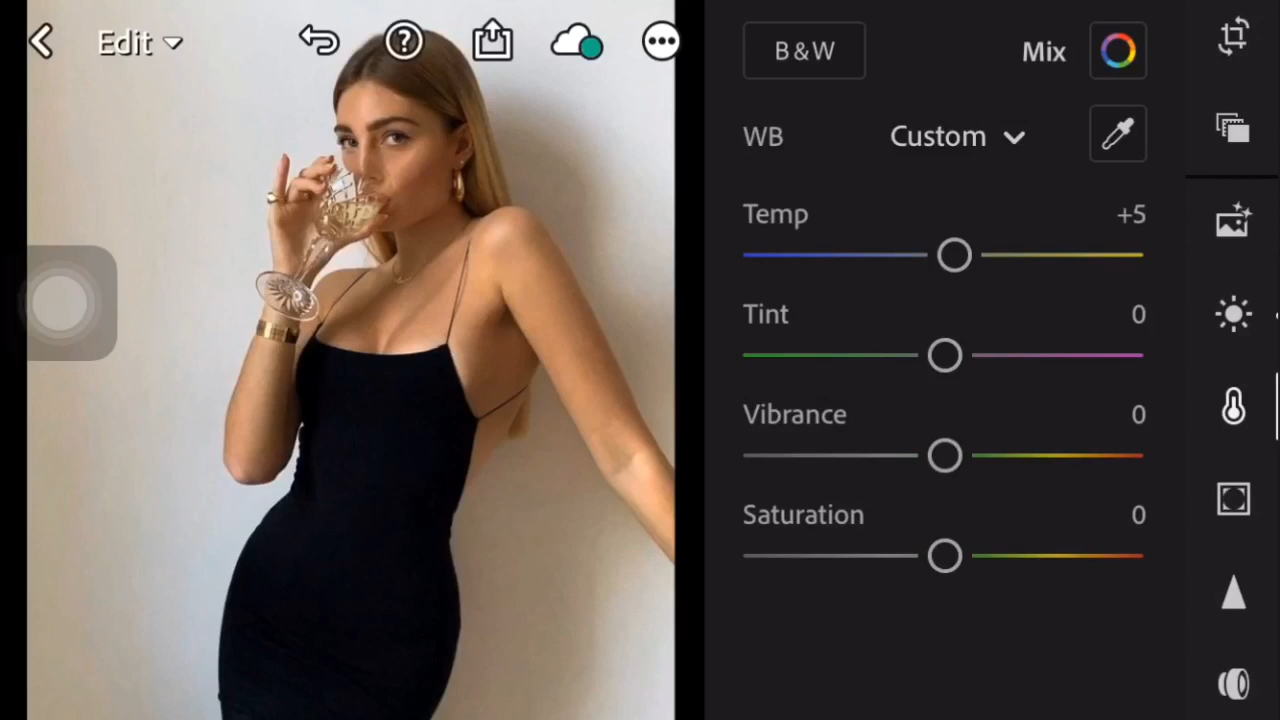 Edit
B&W
Mix
WB
Custom
Temp
+5
Tint
0
Vibrance
0
Saturation
0